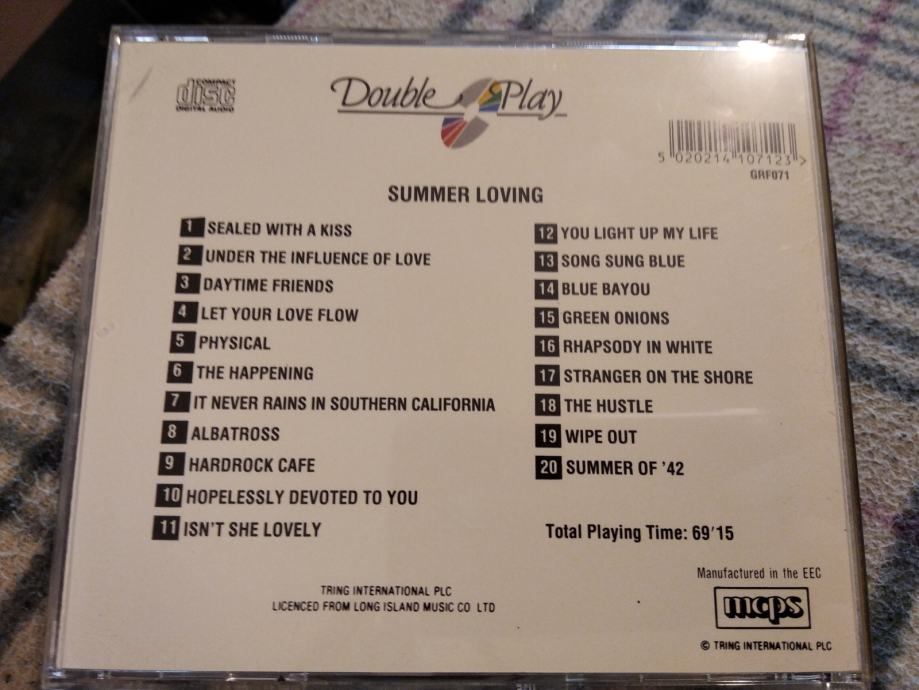 COMPACT
disc
DIGITAL AUDIO
Double Play
5 020214 107123 >
GRF071
SUMMER LOVING
1 SEALED WITH A KISS
2 UNDER THE INFLUENCE OF LOVE
3 DAYTIME FRIENDS
4 LET YOUR LOVE FLOW
5 PHYSICAL
6 THE HAPPENING
7 IT NEVER RAINS IN SOUTHERN CALIFORNIA
8 ALBATROSS
9 HARDROCK CAFE
10 HOPELESSLY DEVOTED TO YOU
11 ISN'T SHE LOVELY
12 YOU LIGHT UP MY LIFE
13 SONG SUNG BLUE
14 BLUE BAYOU
15 GREEN ONIONS
16 RHAPSODY IN WHITE
17 STRANGER ON THE SHORE
18 THE HUSTLE
19 WIPE OUT
20 SUMMER OF '42
Total Playing Time: 69'15
TRING INTERNATIONAL PLC
LICENCED FROM LONG ISLAND MUSIC CO LTD
Manufactured in the EEC
mcps
© TRING INTERNATIONAL PLC